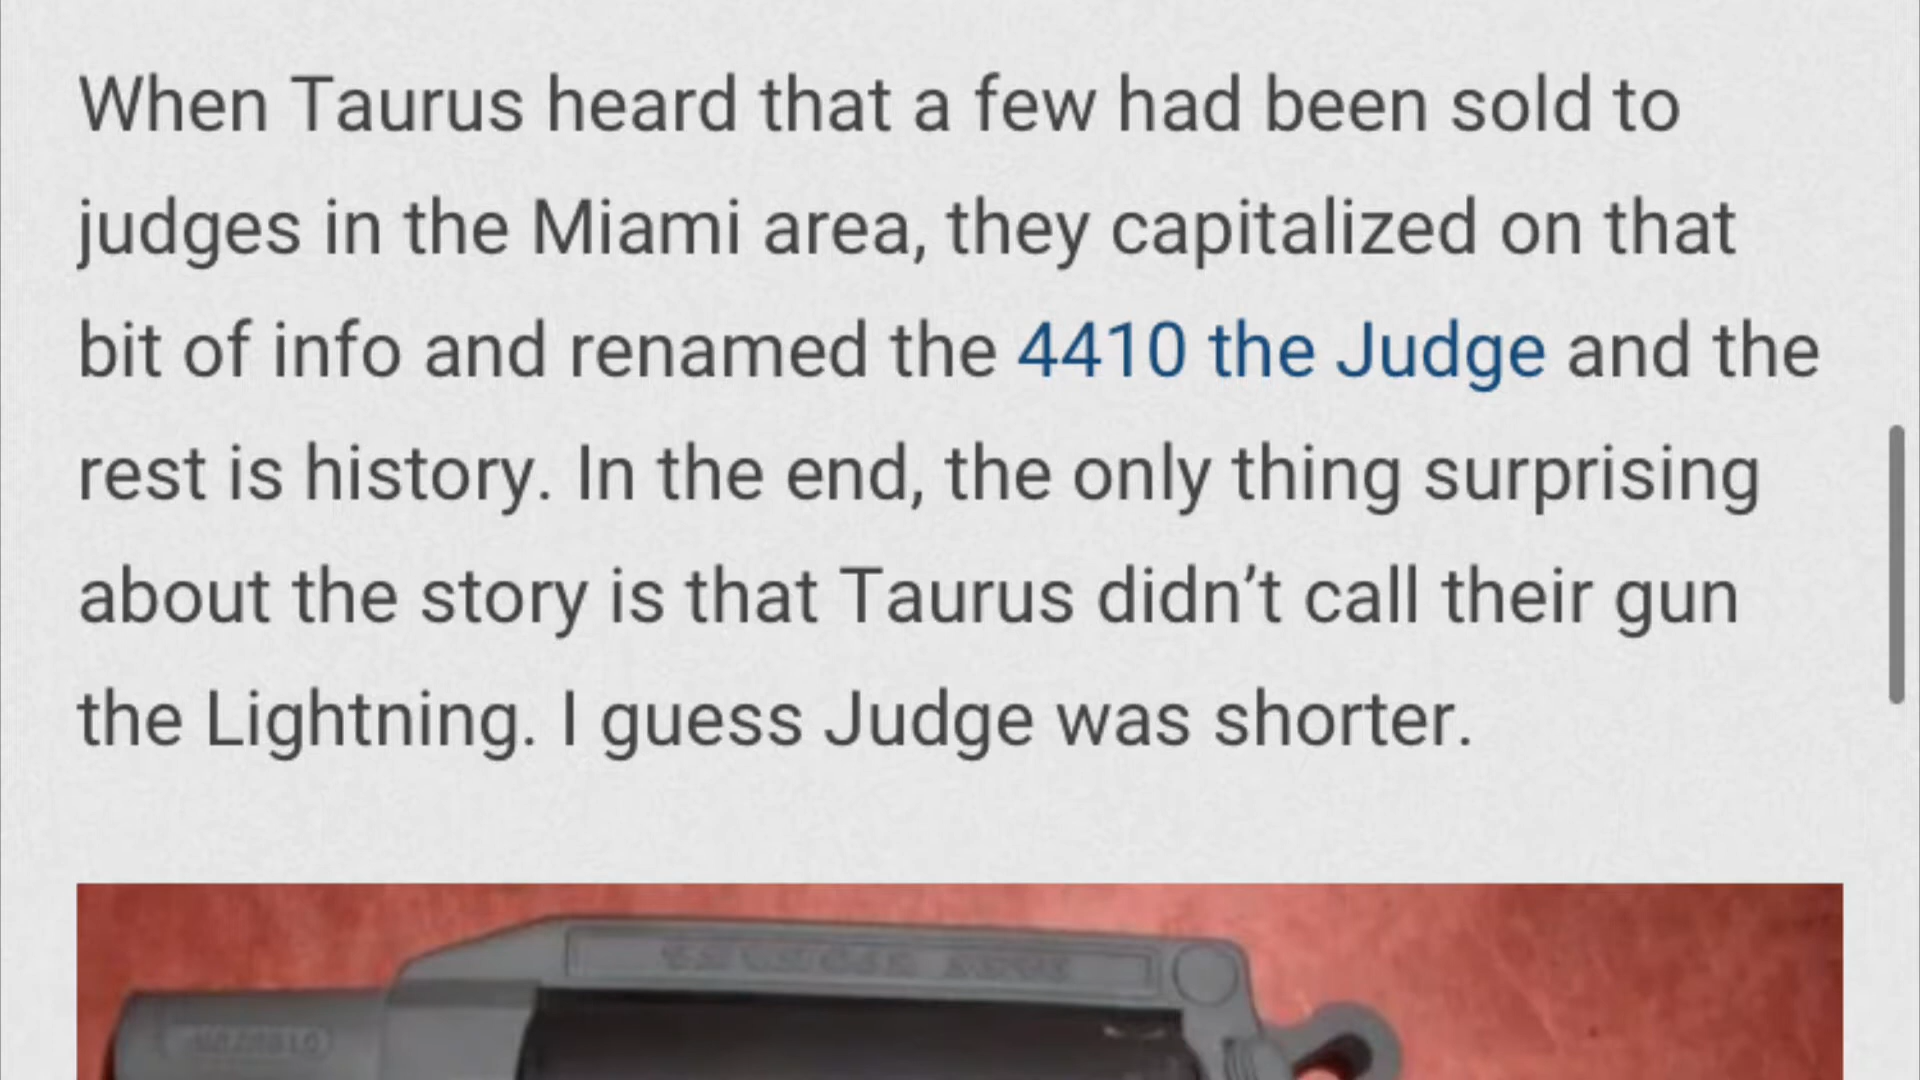 When Taurus heard that a few had been sold to
judges in the Miami area, they capitalized on that
bit of info and renamed the 4410 the Judge and the
rest is history. In the end, the only thing surprising
about the story is that Taurus didn’t call their gun
the Lightning. I guess Judge was shorter.